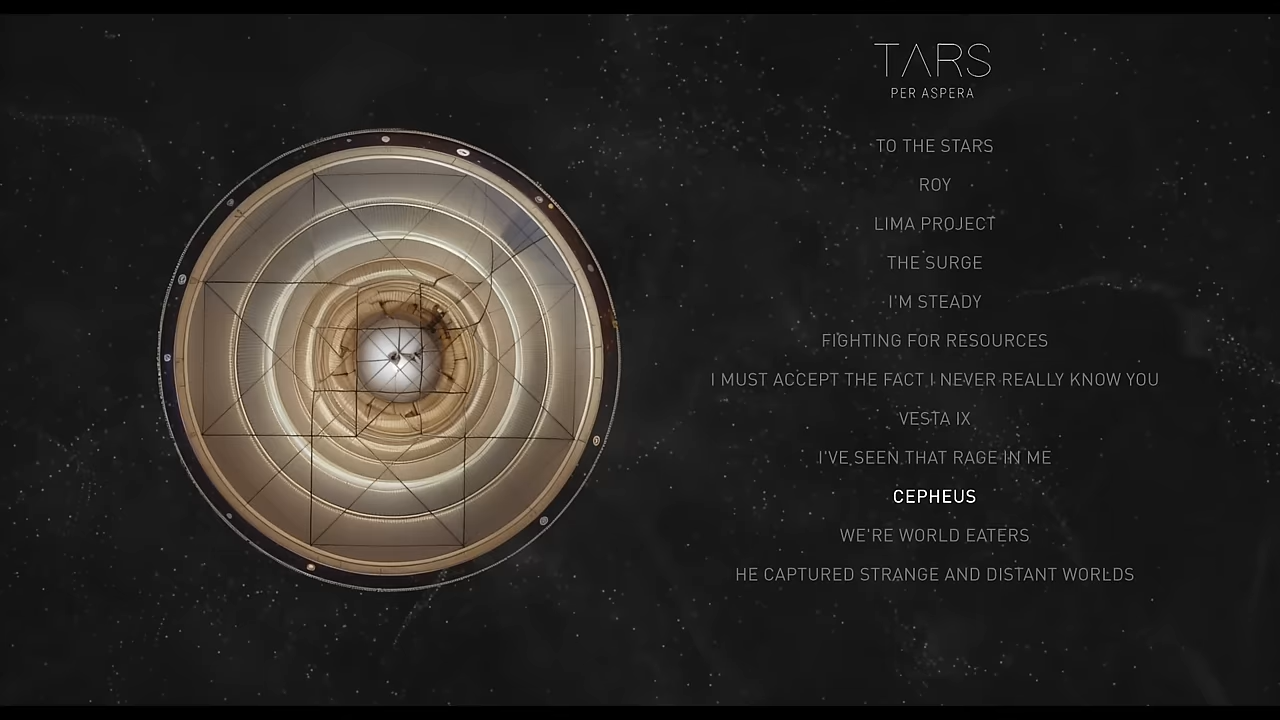 TARS
PER ASPERA
TO THE STARS
ROY
LIMA PROJECT
THE SURGE
I'M STEADY
FIGHTING FOR RESOURCES
I MUST ACCEPT THE FACT I NEVER REALLY KNOW YOU
VESTA IX
I'VE SEEN THAT RAGE IN ME
CEPHEUS
WE'RE WORLD EATERS
HE CAPTURED STRANGE AND DISTANT WORLDS